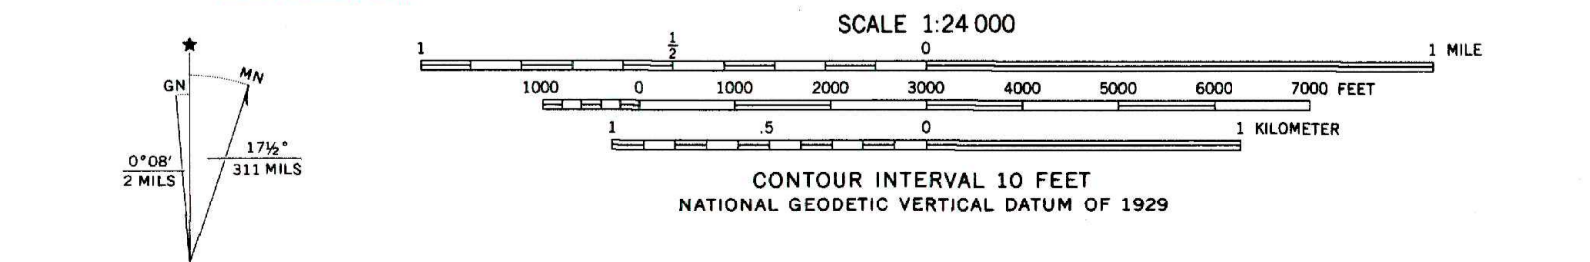 SCALE 1:24 000
1 ½ 0 1 MILE
1000 0 1000 2000 3000 4000 5000 6000 7000 FEET
1 .5 0 1 KILOMETER
CONTOUR INTERVAL 10 FEET
NATIONAL GEODETIC VERTICAL DATUM OF 1929
★
GN MN
0°08′
2 MILS
17½°
311 MILS